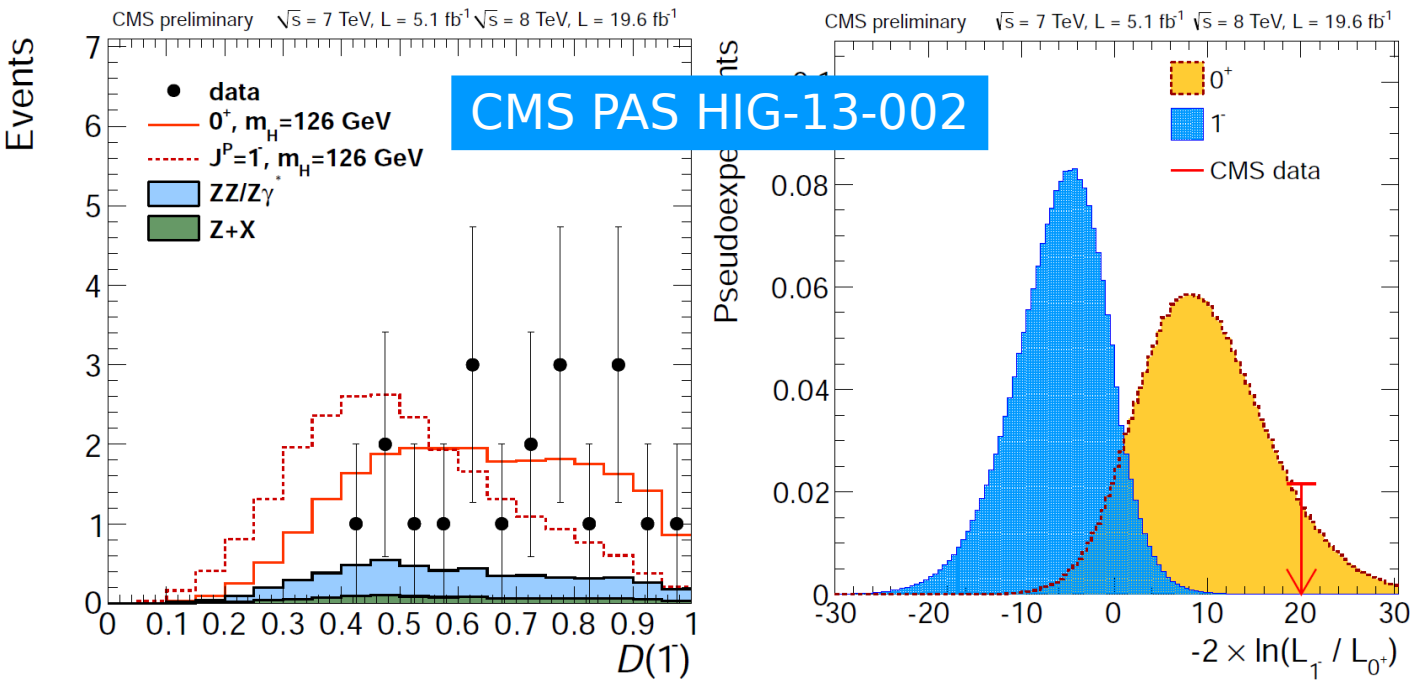 CMS preliminary √s = 7 TeV, L = 5.1 fb⁻¹ √s = 8 TeV, L = 19.6 fb⁻¹
Events
7
6
5
4
3
2
1
0
data
0⁺, m_H=126 GeV
J^P=1⁻, m_H=126 GeV
ZZ/Zγ*
Z+X
0 0.1 0.2 0.3 0.4 0.5 0.6 0.7 0.8 0.9 1
D(1⁻)
CMS PAS HIG-13-002
CMS preliminary √s = 7 TeV, L = 5.1 fb⁻¹ √s = 8 TeV, L = 19.6 fb⁻¹
0.08
0.06
0.04
0.02
0
0⁺
1⁻
CMS data
-30 -20 -10 0 10 20 30
-2 × ln(L_1⁻ / L_0⁺)